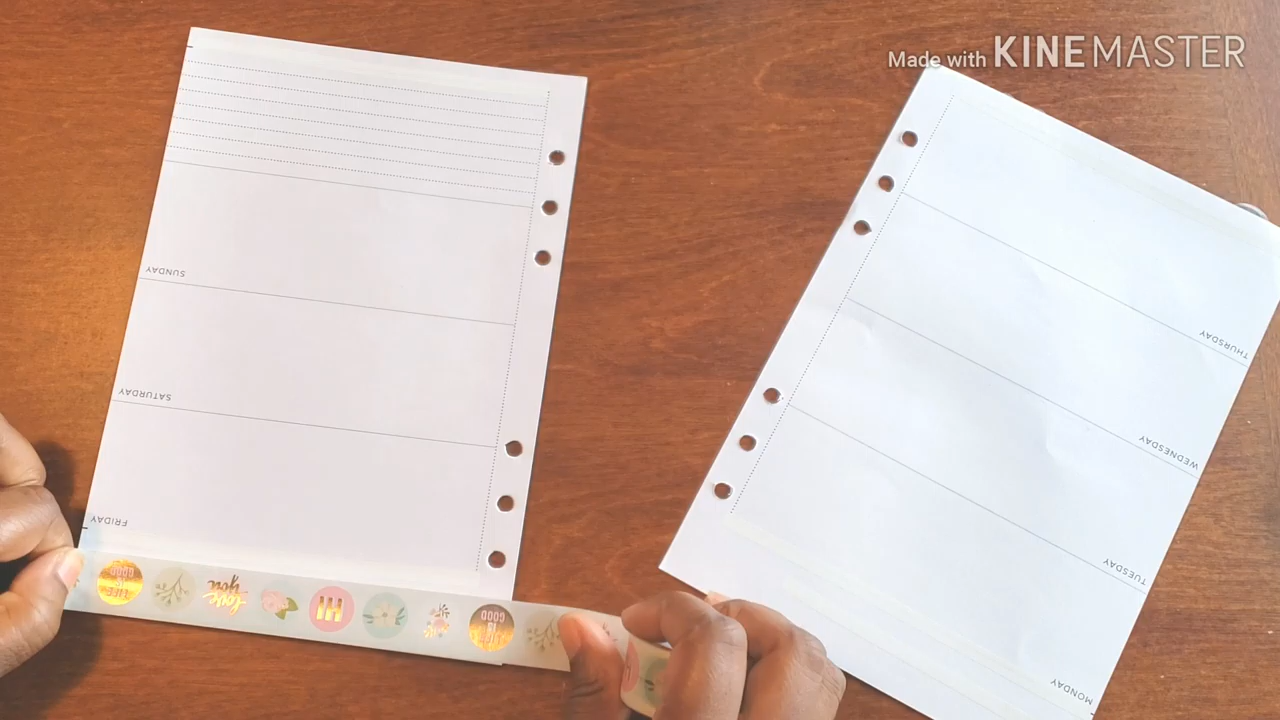 Made with KINEMASTER
SUNDAY
SATURDAY
FRIDAY
THURSDAY
WEDNESDAY
TUESDAY
MONDAY
LIFE IS GOOD
love you
HI
LIFE IS GOOD